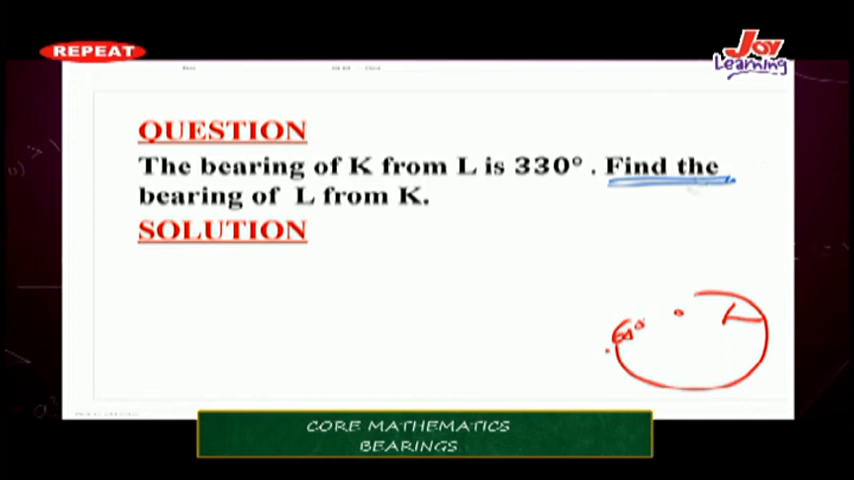 REPEAT
Joy
Learning
QUESTION
The bearing of K from L is 330° . Find the
bearing of L from K.
SOLUTION
CORE MATHEMATICS
BEARINGS